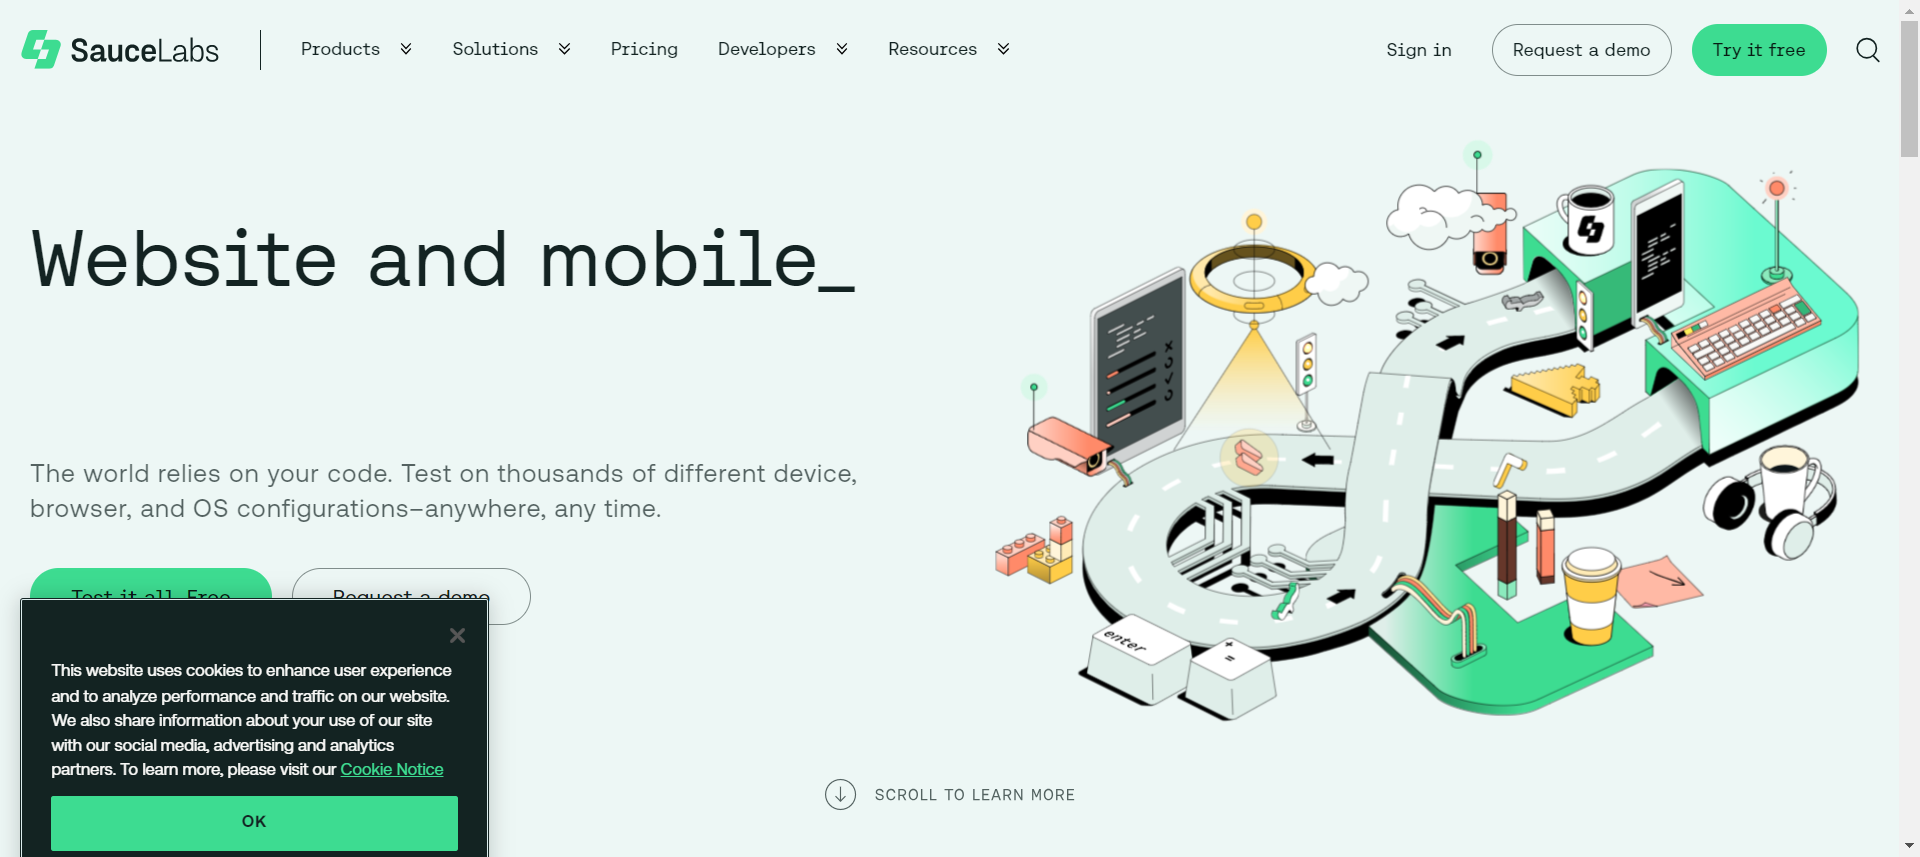 SauceLabs
Products
Solutions
Pricing
Developers
Resources
Sign in
Request a demo
Try it free
Website and mobile_
The world relies on your code. Test on thousands of different device,
browser, and OS configurations–anywhere, any time.
Test it all. Free
Request a demo
enter
+
=
This website uses cookies to enhance user experience
and to analyze performance and traffic on our website.
We also share information about your use of our site
with our social media, advertising and analytics
partners. To learn more, please visit our Cookie Notice
OK
SCROLL TO LEARN MORE